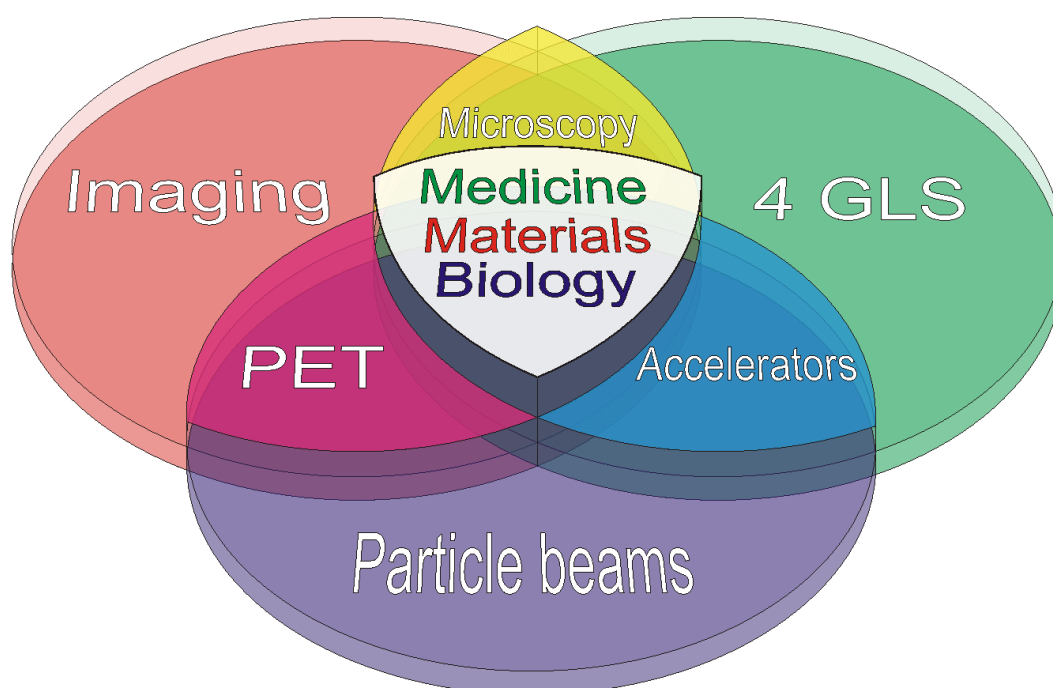 Microscopy
Imaging
4 GLS
Medicine
Materials
Biology
PET
Accelerators
Particle beams